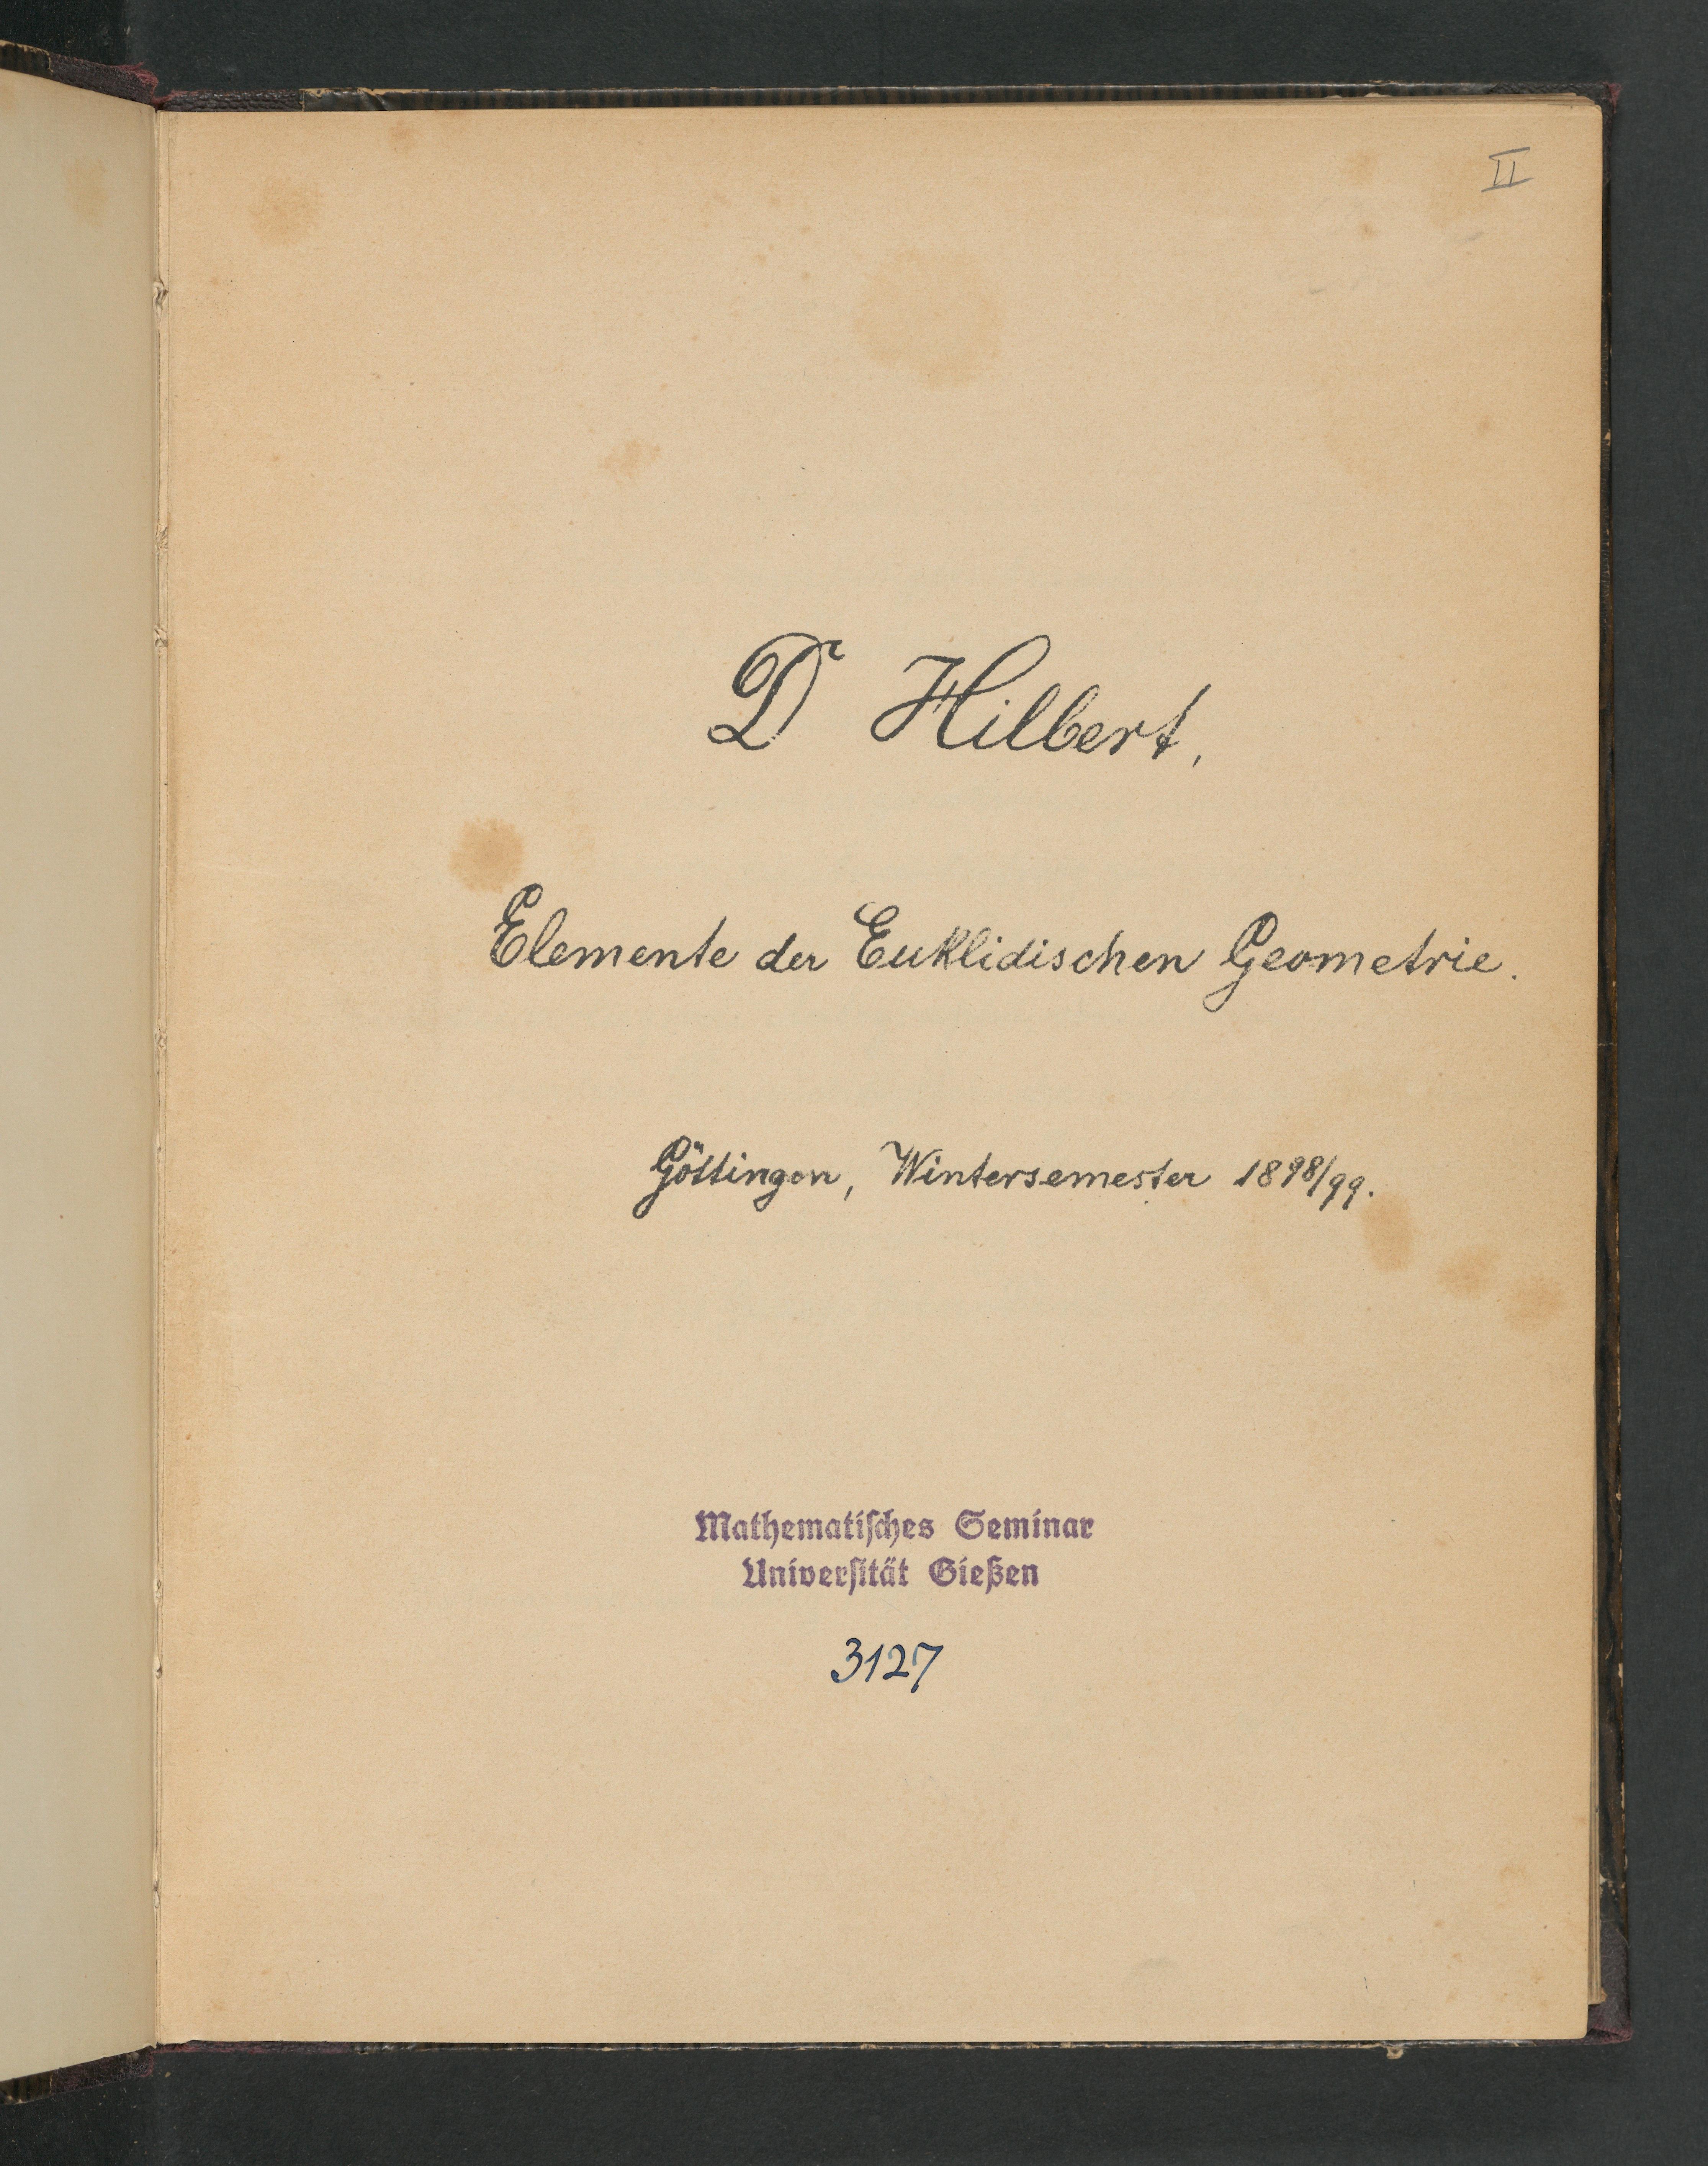 II
Dr Hilbert,
Elemente der Euklidischen Geometrie.
Göttingen, Wintersemester 1898/99.
Mathematiſches Seminar
Univerſität Gießen
3127